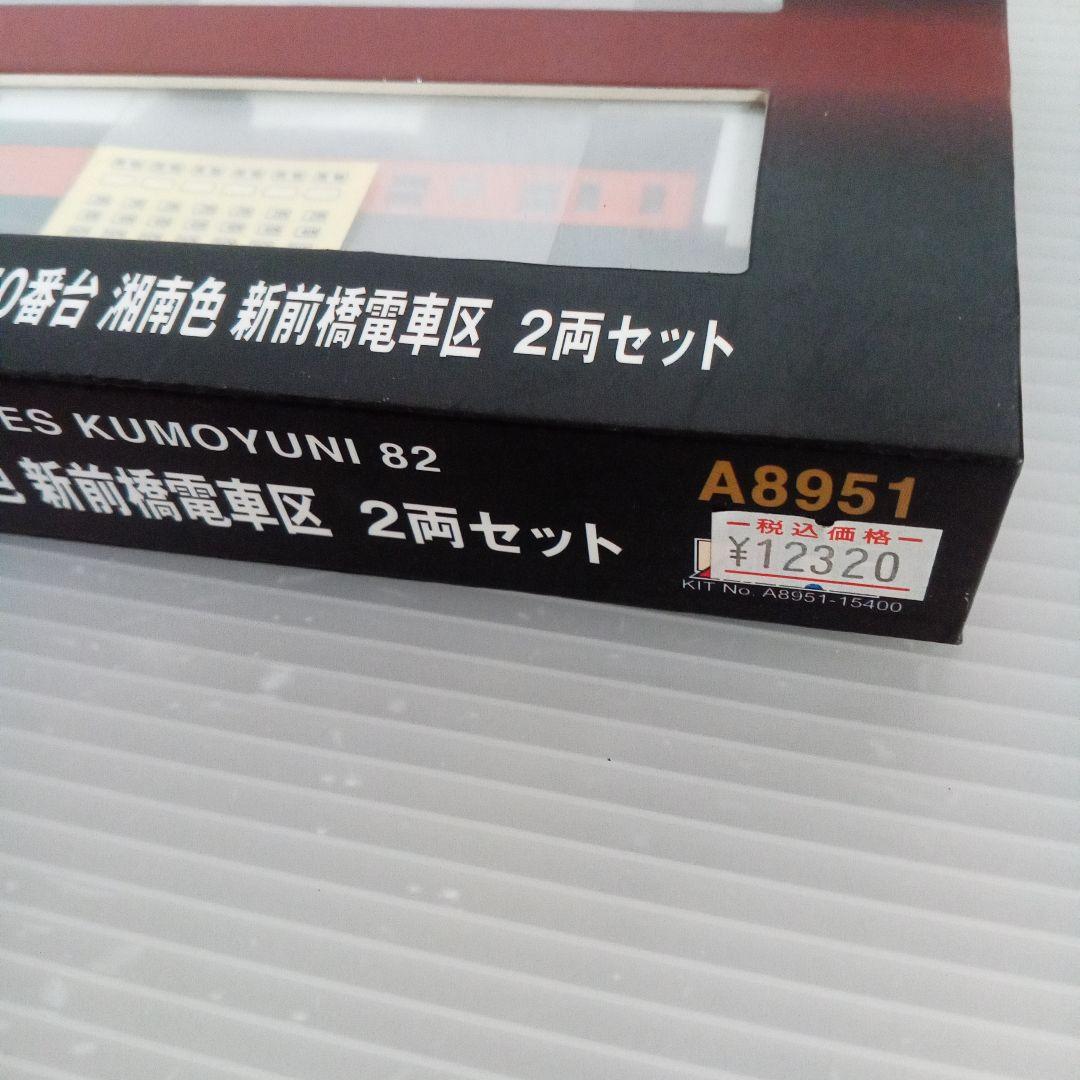 0番台 湘南色 新前橋電車区 2両セット
ES KUMOYUNI 82
色 新前橋電車区 2両セット
A8951
税込価格
¥12320
KIT No. A8951-15400